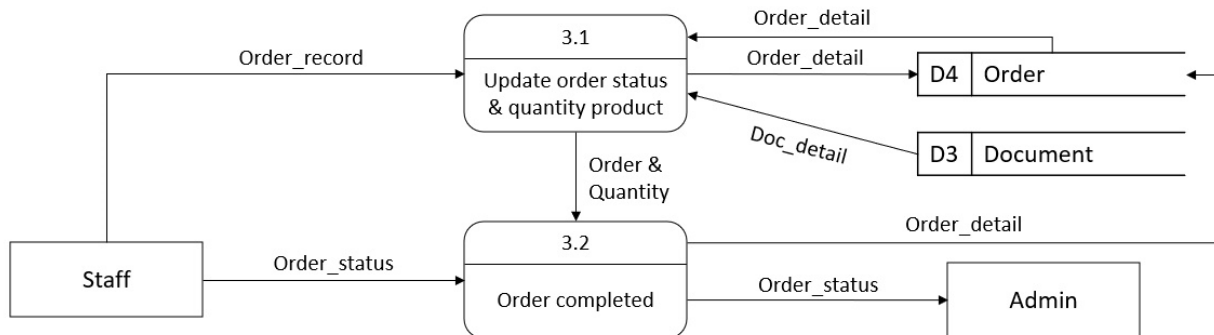 Order_detail
3.1
Order_record
Order_detail
D4 Order
Update order status
& quantity product
Doc_detail
D3 Document
Order &
Quantity
Order_detail
3.2
Staff
Order_status
Order completed
Order_status
Admin